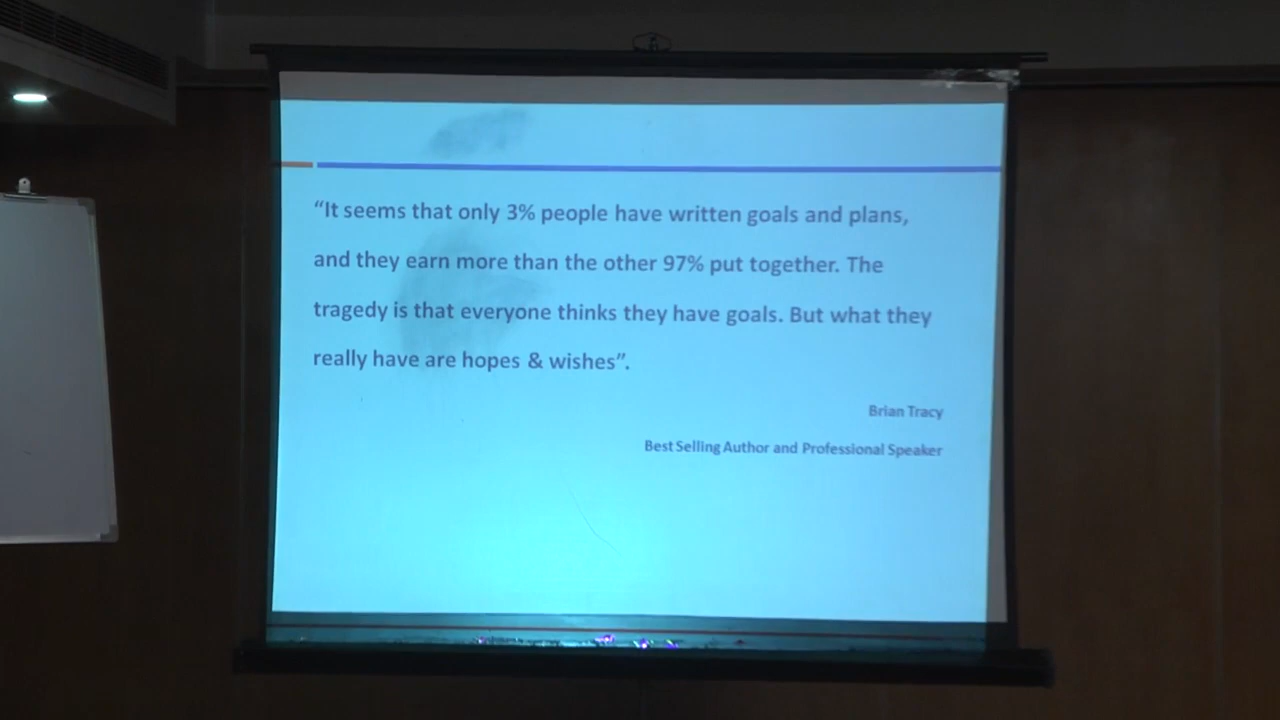 “It seems that only 3% people have written goals and plans,
and they earn more than the other 97% put together. The
tragedy is that everyone thinks they have goals. But what they
really have are hopes & wishes”.
Brian Tracy
Best Selling Author and Professional Speaker